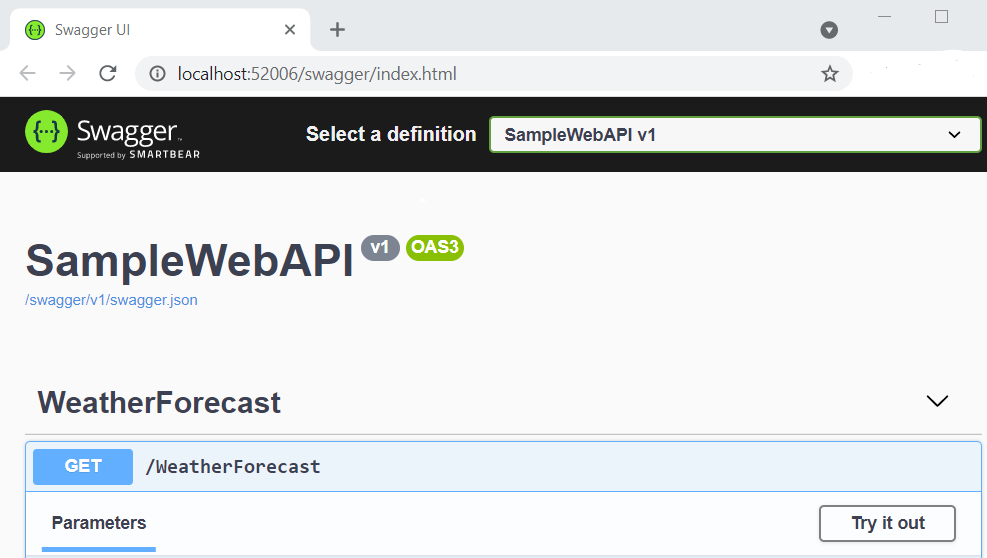 Swagger UI
localhost:52006/swagger/index.html
{···} Swagger™
Supported by SMARTBEAR
Select a definition
SampleWebAPI v1
SampleWebAPI v1 OAS3
/swagger/v1/swagger.json
WeatherForecast
GET /WeatherForecast
Parameters
Try it out